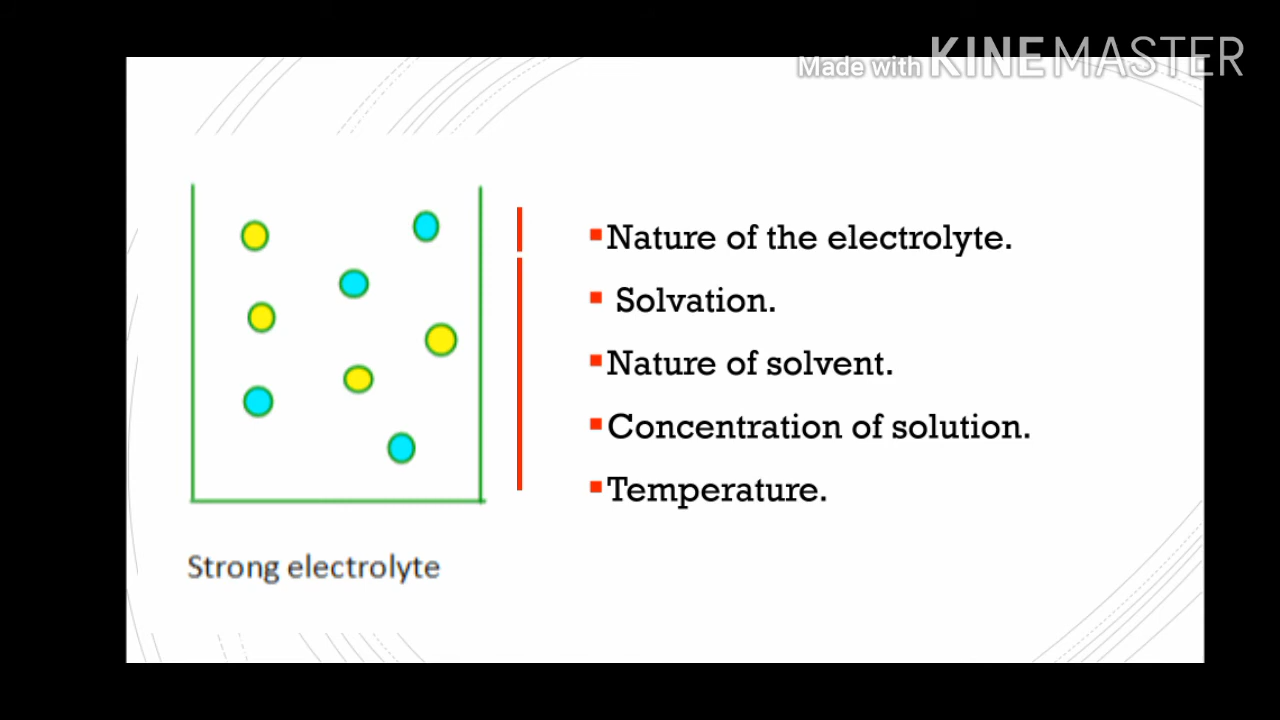 Made with KINEMASTER
▪Nature of the electrolyte.
▪ Solvation.
▪Nature of solvent.
▪Concentration of solution.
▪Temperature.
Strong electrolyte